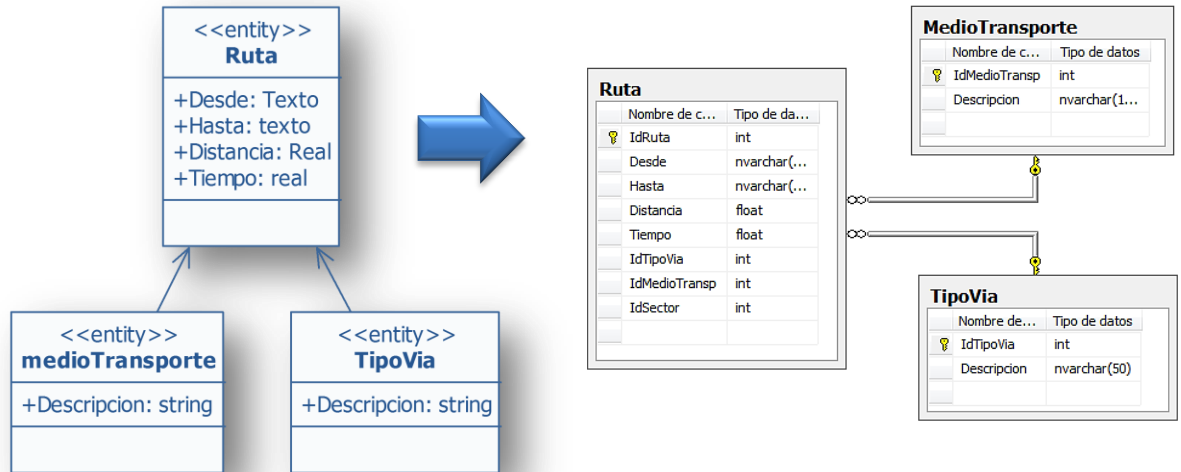 <<entity>>
Ruta
+Desde: Texto
+Hasta: texto
+Distancia: Real
+Tiempo: real
<<entity>>
medioTransporte
+Descripcion: string
<<entity>>
TipoVia
+Descripcion: string
Ruta
Nombre de c... Tipo de da...
IdRuta int
Desde nvarchar(...
Hasta nvarchar(...
Distancia float
Tiempo float
IdTipoVia int
IdMedioTransp int
IdSector int
MedioTransporte
Nombre de c... Tipo de datos
IdMedioTransp int
Descripcion nvarchar(1...
TipoVia
Nombre de... Tipo de datos
IdTipoVia int
Descripcion nvarchar(50)